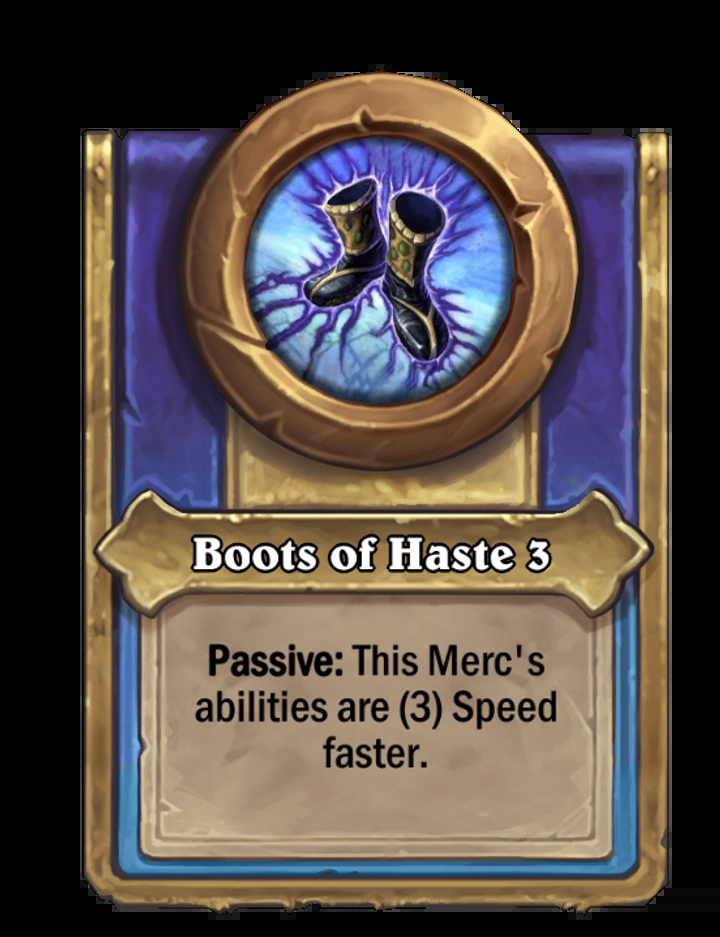 Boots of Haste 3
Passive: This Merc's
abilities are (3) Speed
faster.